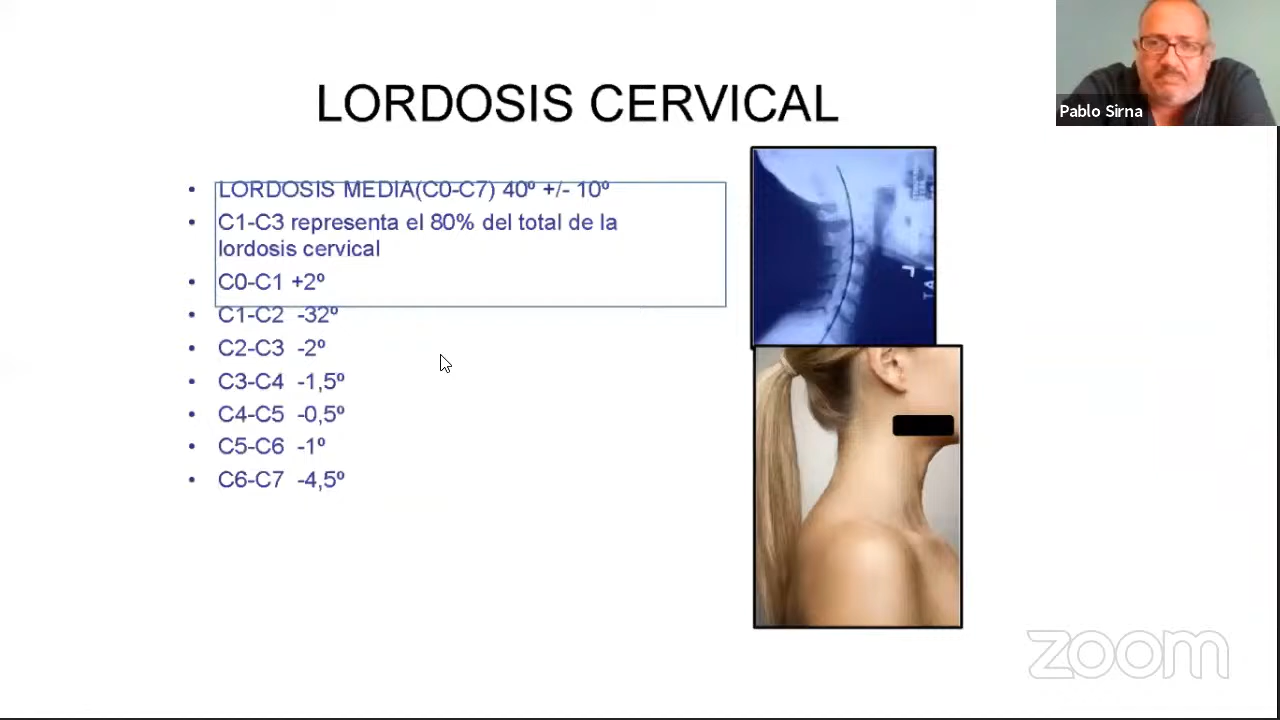 LORDOSIS CERVICAL
Pablo Sirna
• LORDOSIS MEDIA(C0-C7) 40º +/- 10º
• C1-C3 representa el 80% del total de la
lordosis cervical
• C0-C1 +2º
• C1-C2 -32º
• C2-C3 -2º
• C3-C4 -1,5º
• C4-C5 -0,5º
• C5-C6 -1º
• C6-C7 -4,5º
zoom